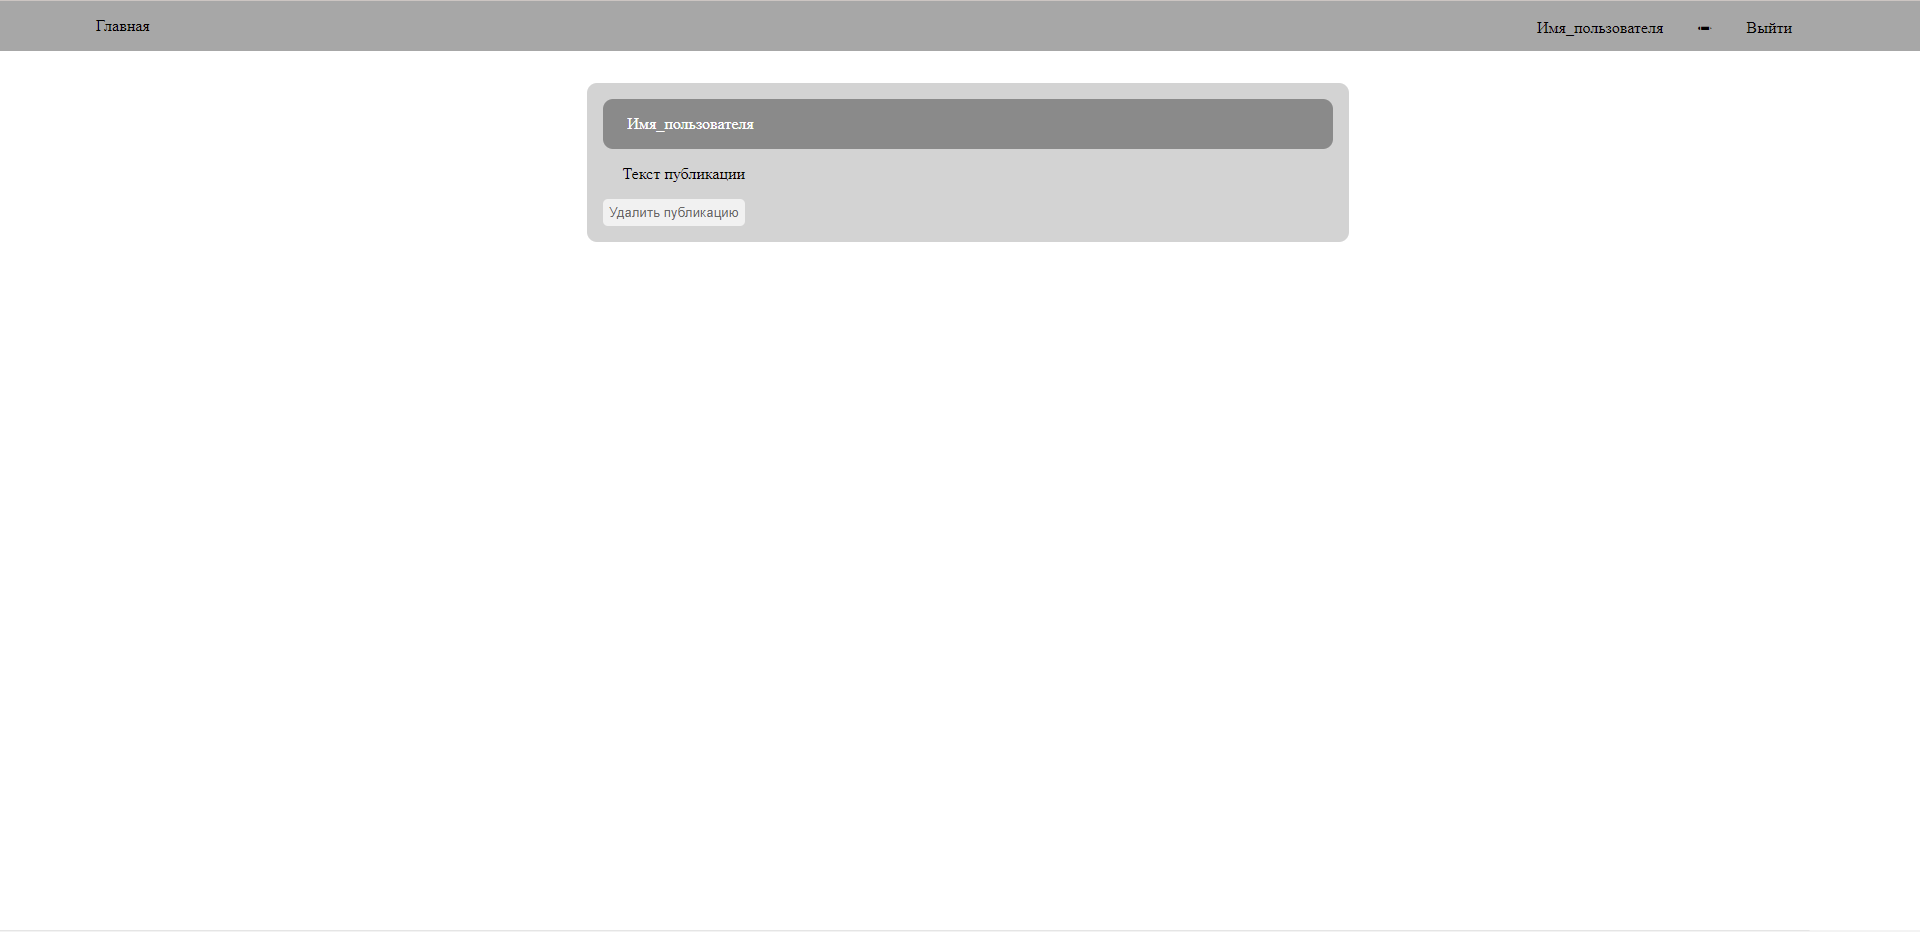 Главная
Имя_пользователя
Выйти
Имя_пользователя
Текст публикации
Удалить публикацию